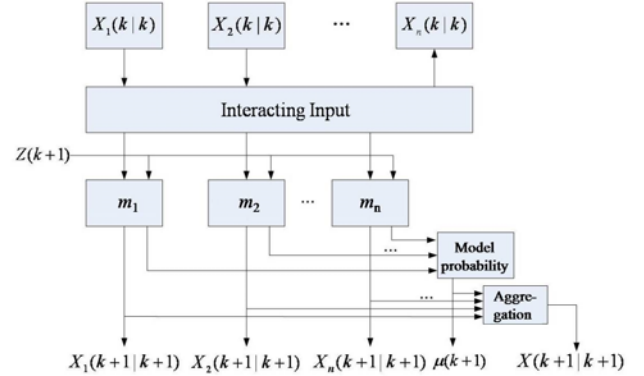 X₁(k|k) X₂(k|k) ... Xₙ(k|k)
Interacting Input
Z(k+1)
m₁ m₂ ... mₙ
...
Model
probability
...
Aggre-
gation
X₁(k+1|k+1) X₂(k+1|k+1) Xₙ(k+1|k+1) μ(k+1) X(k+1|k+1)